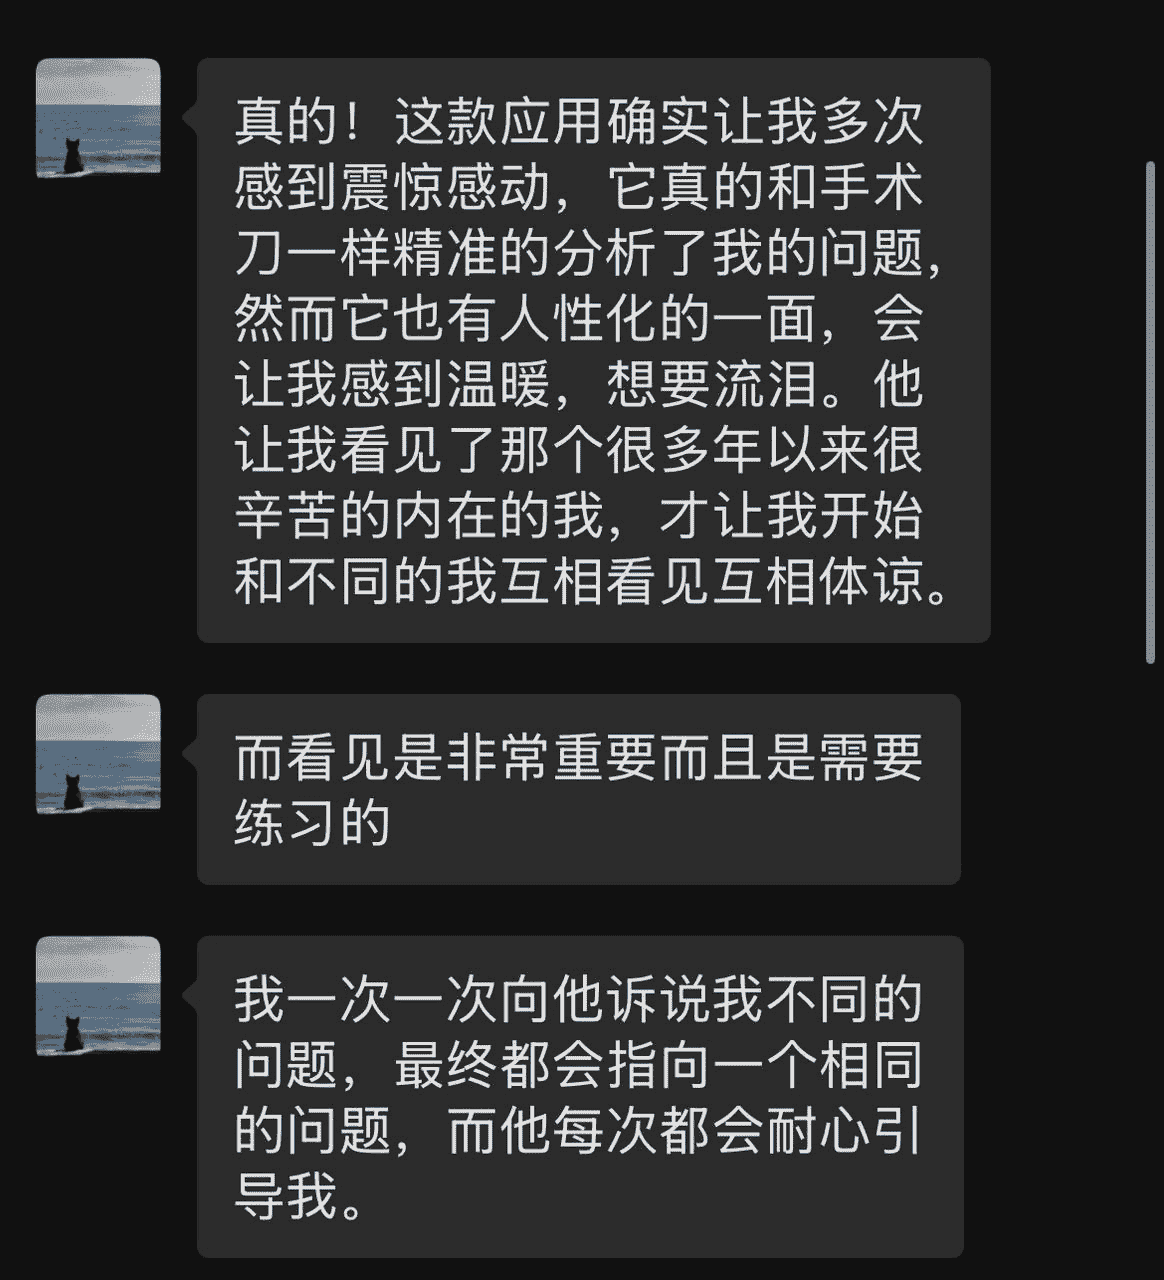 真的！这款应用确实让我多次
感到震惊感动，它真的和手术
刀一样精准的分析了我的问题，
然而它也有人性化的一面，会
让我感到温暖，想要流泪。他
让我看见了那个很多年以来很
辛苦的内在的我，才让我开始
和不同的我互相看见互相体谅。
而看见是非常重要而且是需要
练习的
我一次一次向他诉说我不同的
问题，最终都会指向一个相同
的问题，而他每次都会耐心引
导我。